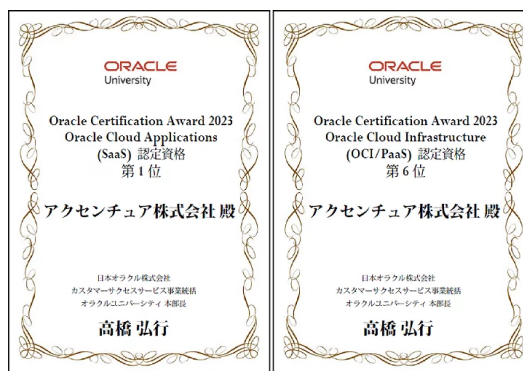 ORACLE
University
Oracle Certification Award 2023
Oracle Cloud Applications
(SaaS) 認定資格
第1位
アクセンチュア株式会社 殿
日本オラクル株式会社
カスタマーサクセスサービス事業統括
オラクルユニバーシティ 本部長
高橋 弘行
ORACLE
University
Oracle Certification Award 2023
Oracle Cloud Infrastructure
(OCI/PaaS) 認定資格
第6位
アクセンチュア株式会社 殿
日本オラクル株式会社
カスタマーサクセスサービス事業統括
オラクルユニバーシティ 本部長
高橋 弘行